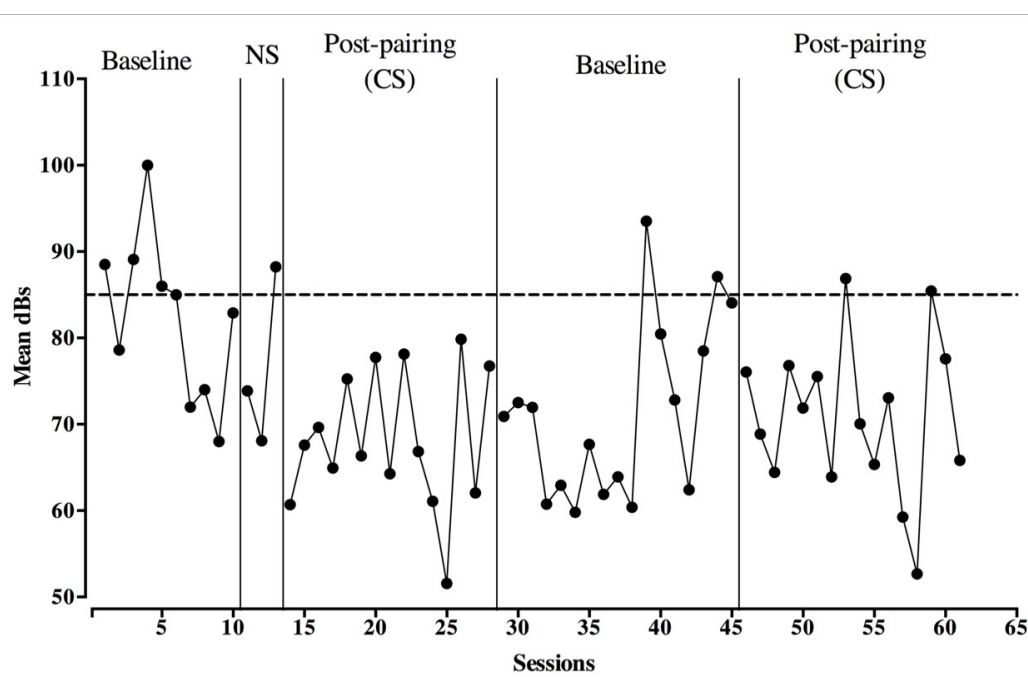 Baseline
NS
Post-pairing
(CS)
Baseline
Post-pairing
(CS)
110
100
90
80
70
60
50
Mean dBs
5 10 15 20 25 30 35 40 45 50 55 60 65
Sessions